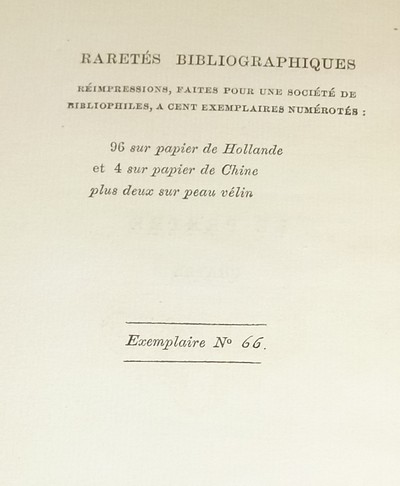 RARETÉS BIBLIOGRAPHIQUES
RÉIMPRESSIONS, FAITES POUR UNE SOCIÉTÉ DE
BIBLIOPHILES, A CENT EXEMPLAIRES NUMÉROTÉS :
96 sur papier de Hollande
et 4 sur papier de Chine
plus deux sur peau vélin
Exemplaire No 66.